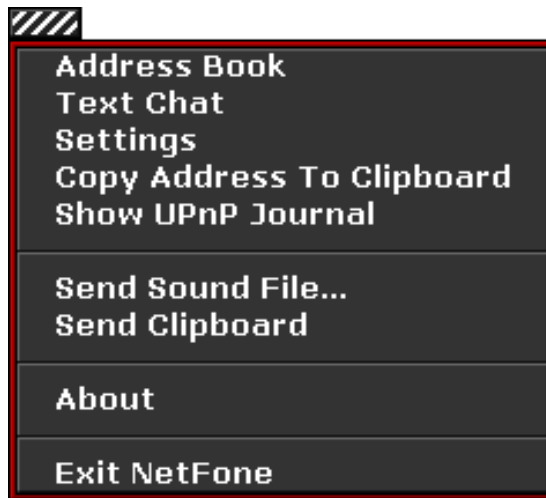 Address Book
Text Chat
Settings
Copy Address To Clipboard
Show UPnP Journal
Send Sound File...
Send Clipboard
About
Exit NetFone